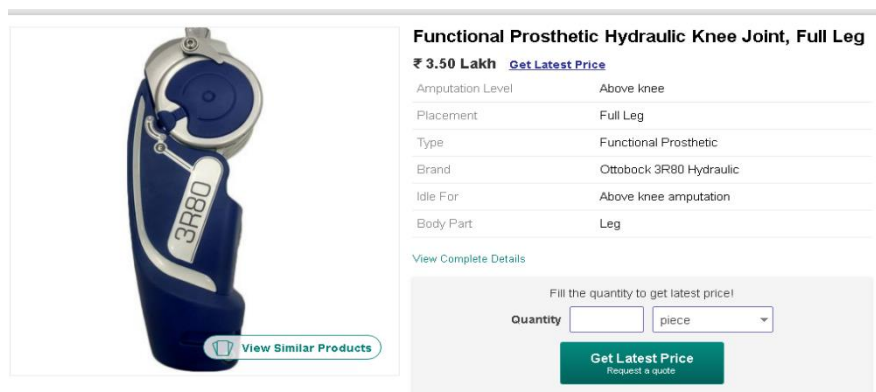 Functional Prosthetic Hydraulic Knee Joint, Full Leg
₹ 3.50 Lakh Get Latest Price
Amputation Level Above knee
Placement Full Leg
Type Functional Prosthetic
Brand Ottobock 3R80 Hydraulic
Idle For Above knee amputation
Body Part Leg
View Complete Details
Fill the quantity to get latest price!
Quantity piece
Get Latest Price
Request a quote
3R80
View Similar Products